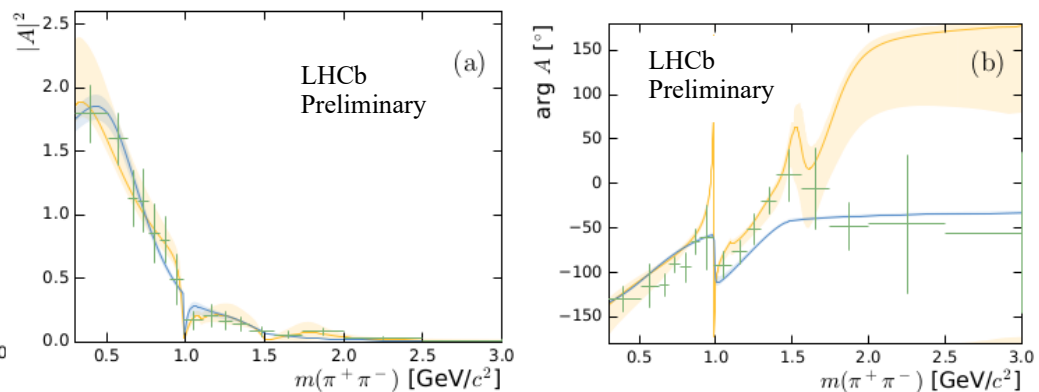 |A|²
2.5
2.0
1.5
1.0
0.5
0.0
(a)
LHCb
Preliminary
0.5 1.0 1.5 2.0 2.5 3.0
m(π⁺π⁻) [GeV/c²]
0
arg A [°]
150
100
50
0
−50
−100
−150
(b)
LHCb
Preliminary
0.5 1.0 1.5 2.0 2.5 3.0
m(π⁺π⁻) [GeV/c²]